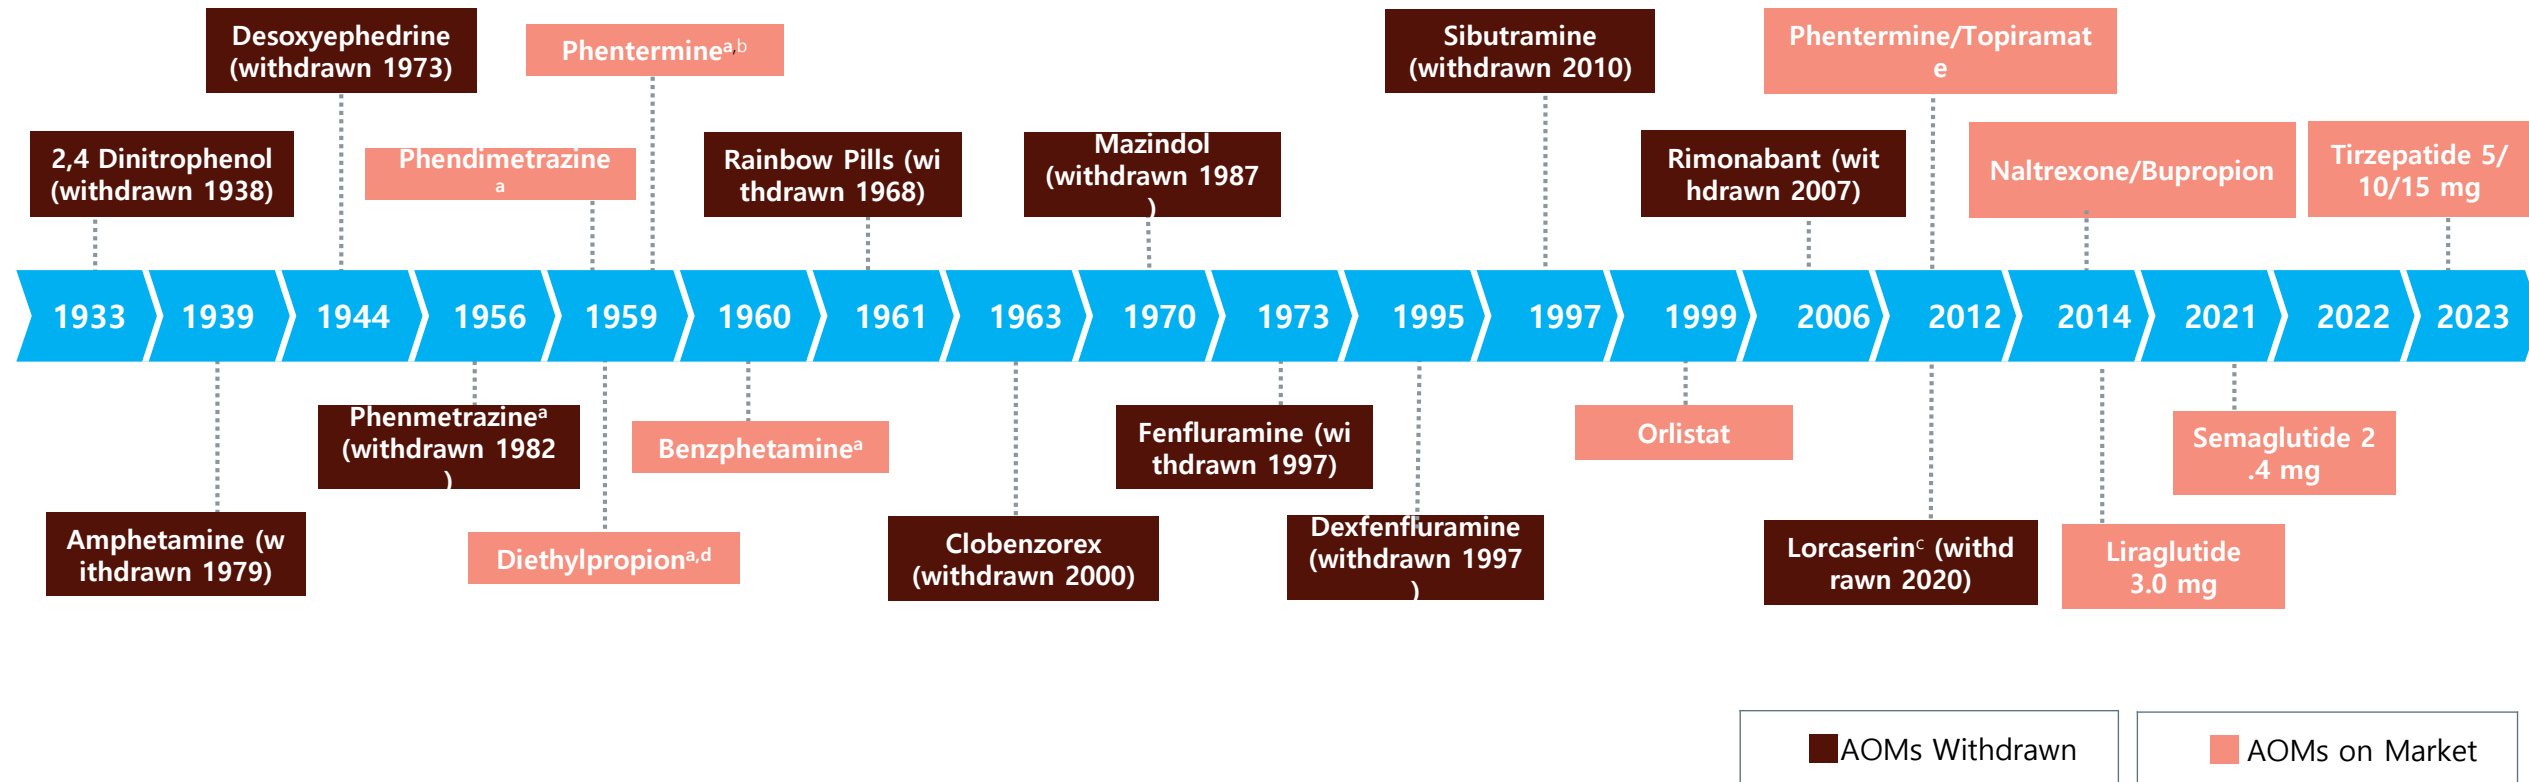 Desoxyephedrine
(withdrawn 1973)
Phentermineᵃ,ᵇ
Sibutramine
(withdrawn 2010)
Phentermine/Topiramat
e
2,4 Dinitrophenol
(withdrawn 1938)
Phendimetrazine
a
Rainbow Pills (wi
thdrawn 1968)
Mazindol
(withdrawn 1987
)
Rimonabant (wit
hdrawn 2007)
Naltrexone/Bupropion
Tirzepatide 5/
10/15 mg
1933 1939 1944 1956 1959 1960 1961 1963 1970 1973 1995 1997 1999 2006 2012 2014 2021 2022 2023
Phenmetrazineᵃ
(withdrawn 1982
)
Benzphetamineᵃ
Fenfluramine (wi
thdrawn 1997)
Orlistat
Semaglutide 2
.4 mg
Amphetamine (w
ithdrawn 1979)
Diethylpropionᵃ,ᵈ
Clobenzorex
(withdrawn 2000)
Dexfenfluramine
(withdrawn 1997
)
Lorcaserinᶜ (withd
rawn 2020)
Liraglutide
3.0 mg
AOMs Withdrawn
AOMs on Market